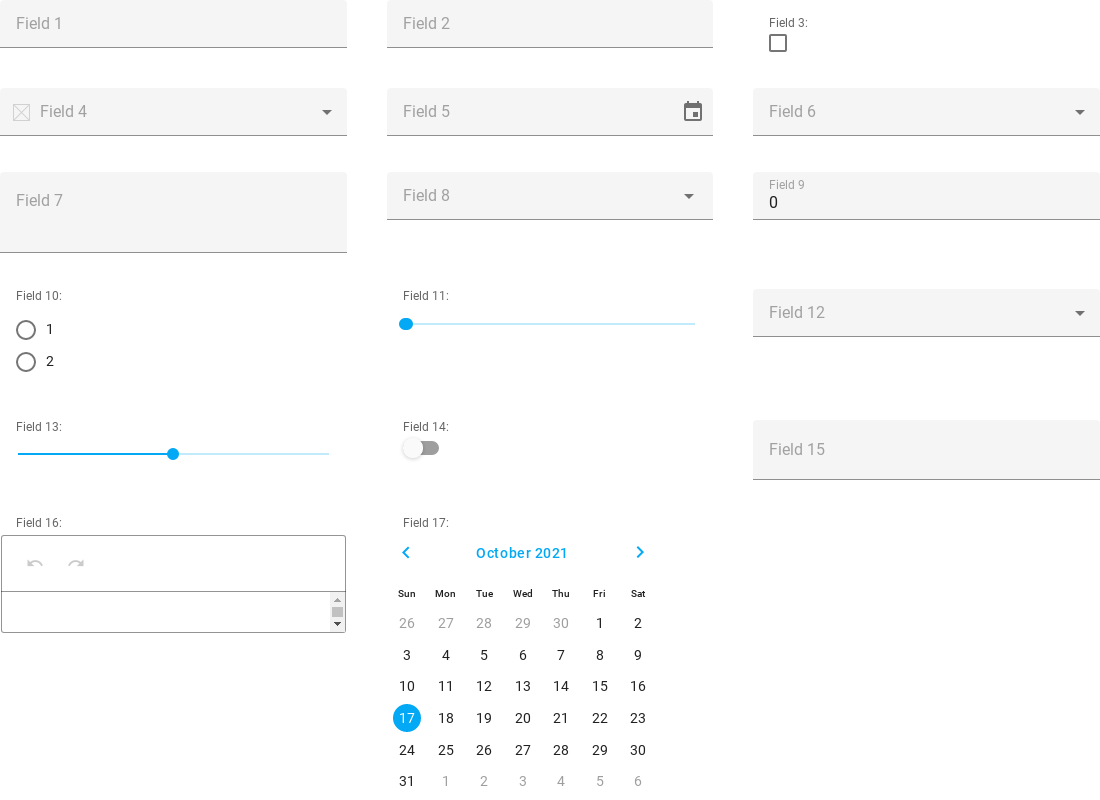 Field 1
Field 2
Field 3:
Field 4
Field 5
Field 6
Field 7
Field 8
Field 9
0
Field 10:
1
2
Field 11:
Field 12
Field 13:
Field 14:
Field 15
Field 16:
Field 17:
October 2021
Sun Mon Tue Wed Thu Fri Sat
26 27 28 29 30 1 2
3 4 5 6 7 8 9
10 11 12 13 14 15 16
17 18 19 20 21 22 23
24 25 26 27 28 29 30
31 1 2 3 4 5 6